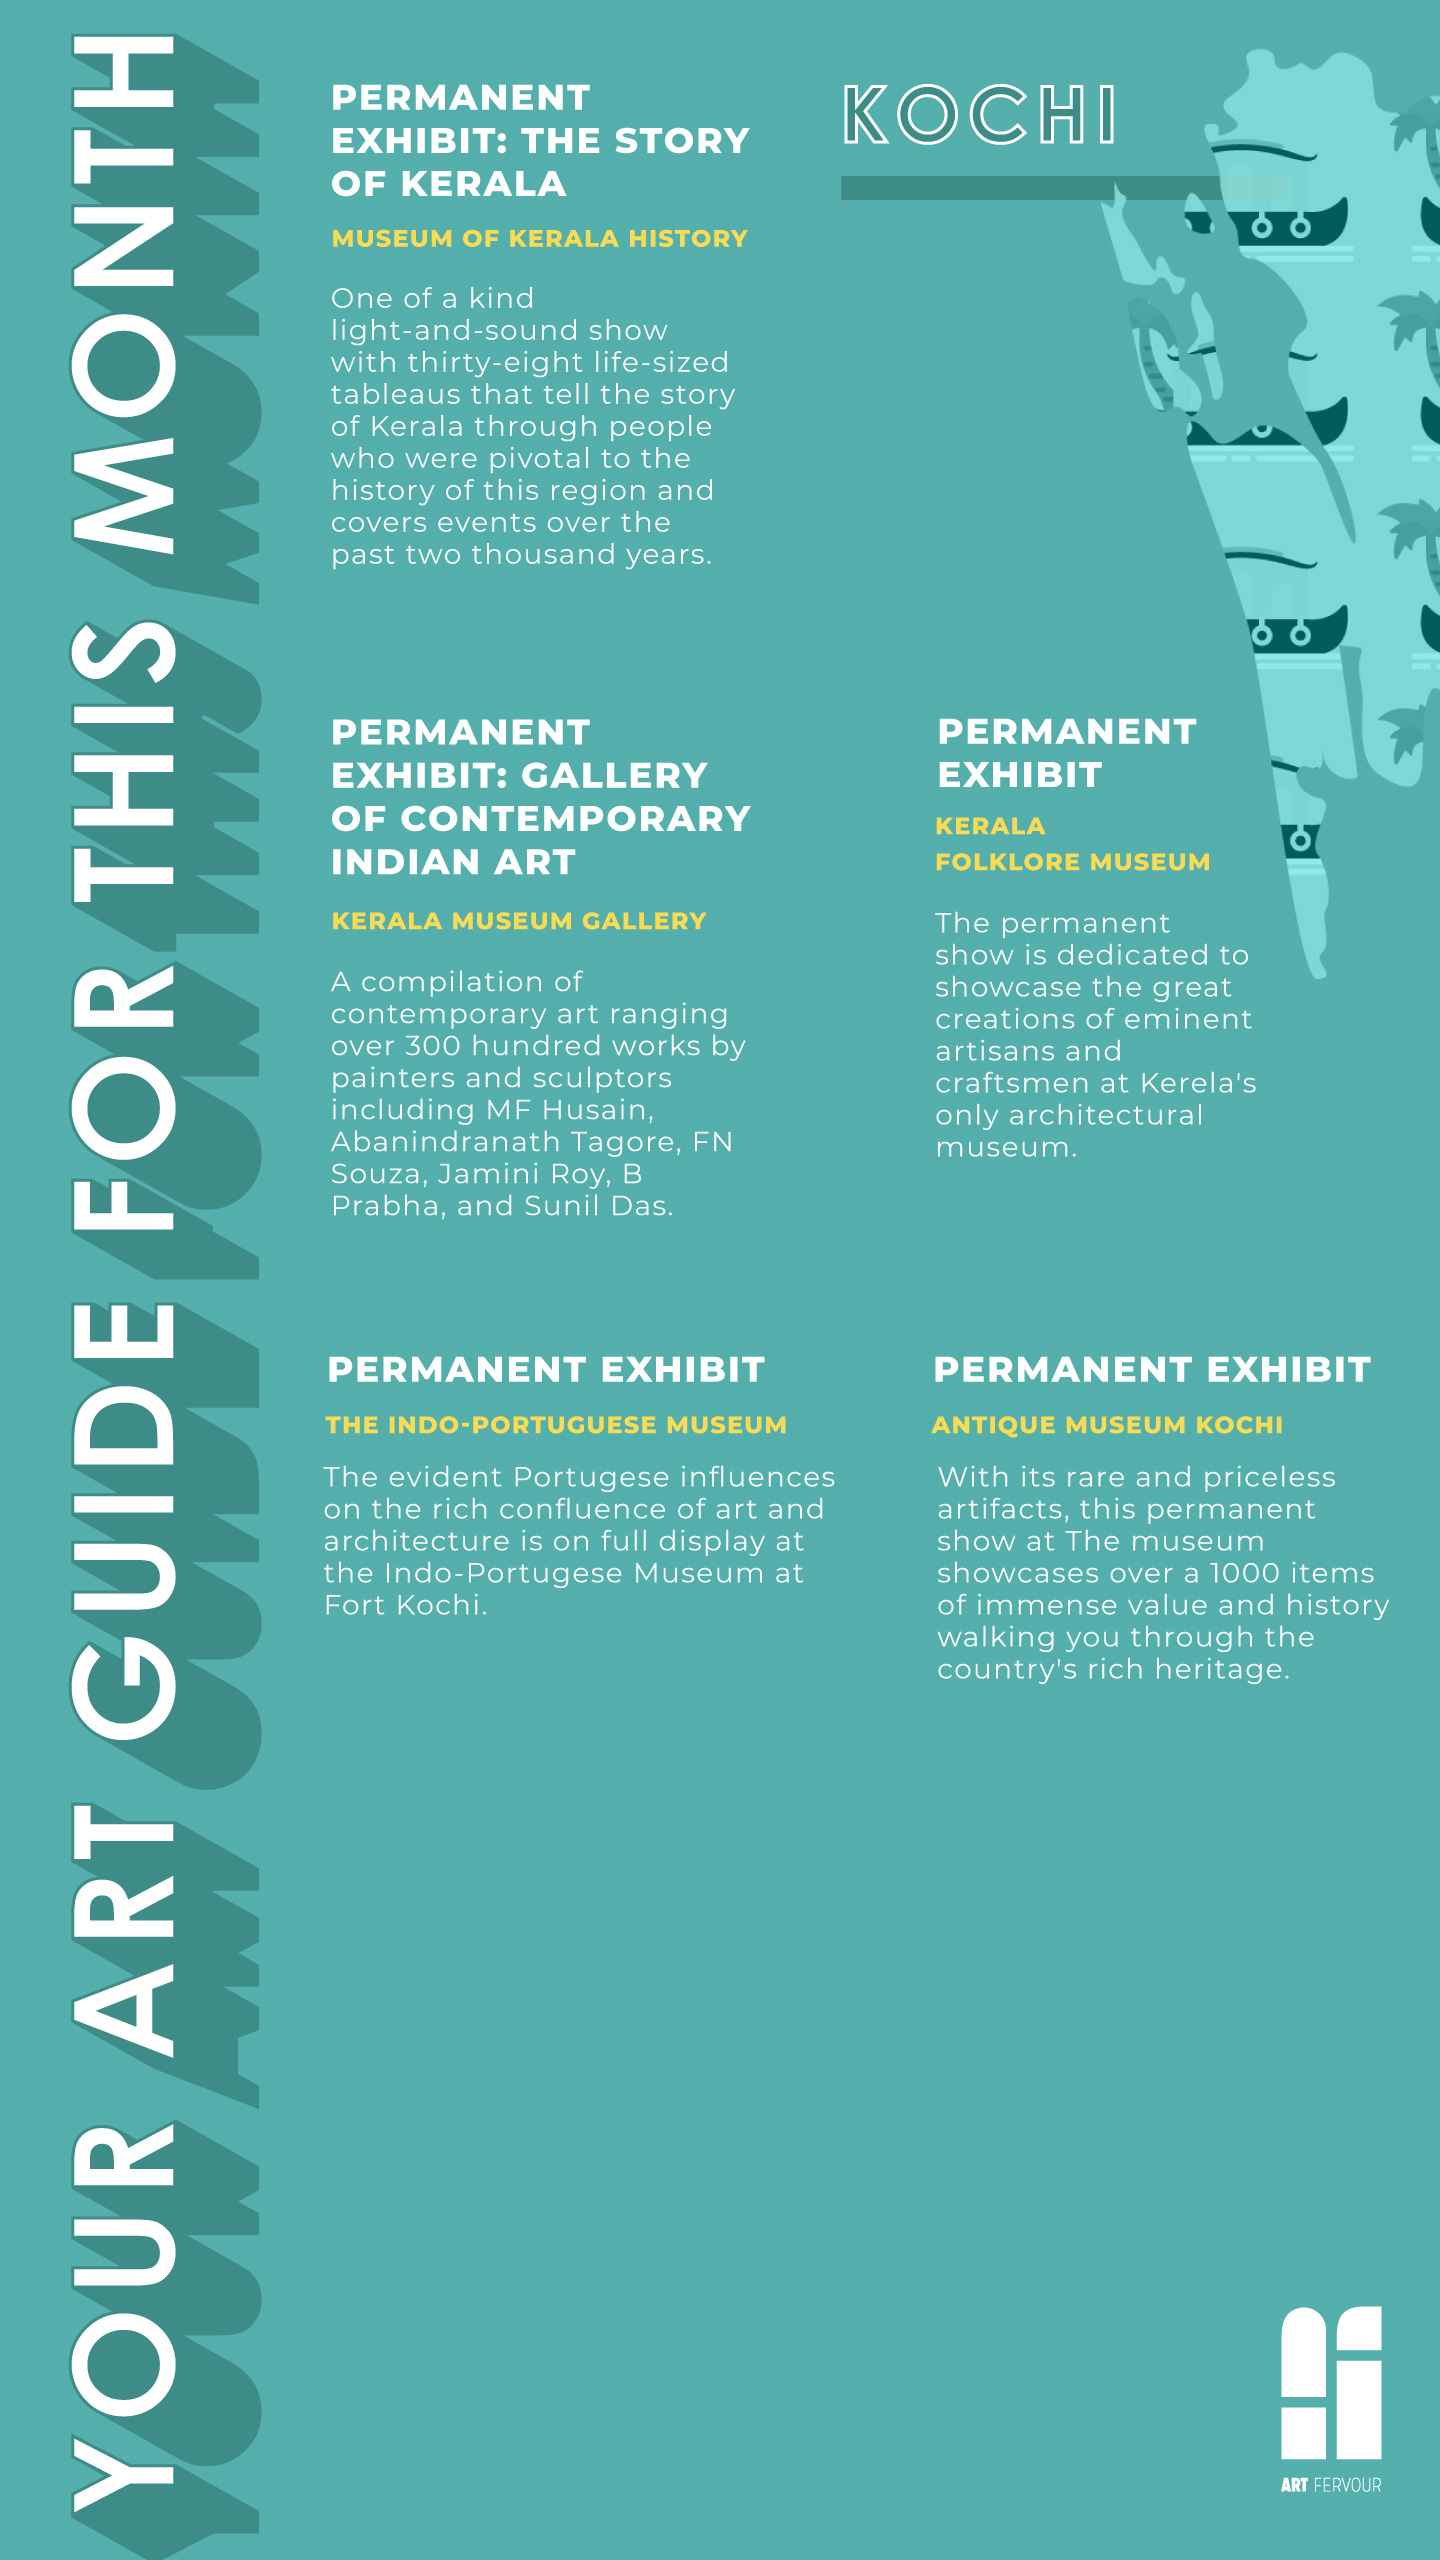 YOUR ART GUIDE FOR THIS MONTH
KOCHI
PERMANENT
EXHIBIT: THE STORY
OF KERALA
MUSEUM OF KERALA HISTORY
One of a kind
light-and-sound show
with thirty-eight life-sized
tableaus that tell the story
of Kerala through people
who were pivotal to the
history of this region and
covers events over the
past two thousand years.
PERMANENT
EXHIBIT: GALLERY
OF CONTEMPORARY
INDIAN ART
KERALA MUSEUM GALLERY
A compilation of
contemporary art ranging
over 300 hundred works by
painters and sculptors
including MF Husain,
Abanindranath Tagore, FN
Souza, Jamini Roy, B
Prabha, and Sunil Das.
PERMANENT
EXHIBIT
KERALA
FOLKLORE MUSEUM
The permanent
show is dedicated to
showcase the great
creations of eminent
artisans and
craftsmen at Kerela's
only architectural
museum.
PERMANENT EXHIBIT
THE INDO-PORTUGUESE MUSEUM
The evident Portugese influences
on the rich confluence of art and
architecture is on full display at
the Indo-Portugese Museum at
Fort Kochi.
PERMANENT EXHIBIT
ANTIQUE MUSEUM KOCHI
With its rare and priceless
artifacts, this permanent
show at The museum
showcases over a 1000 items
of immense value and history
walking you through the
country's rich heritage.
ART FERVOUR